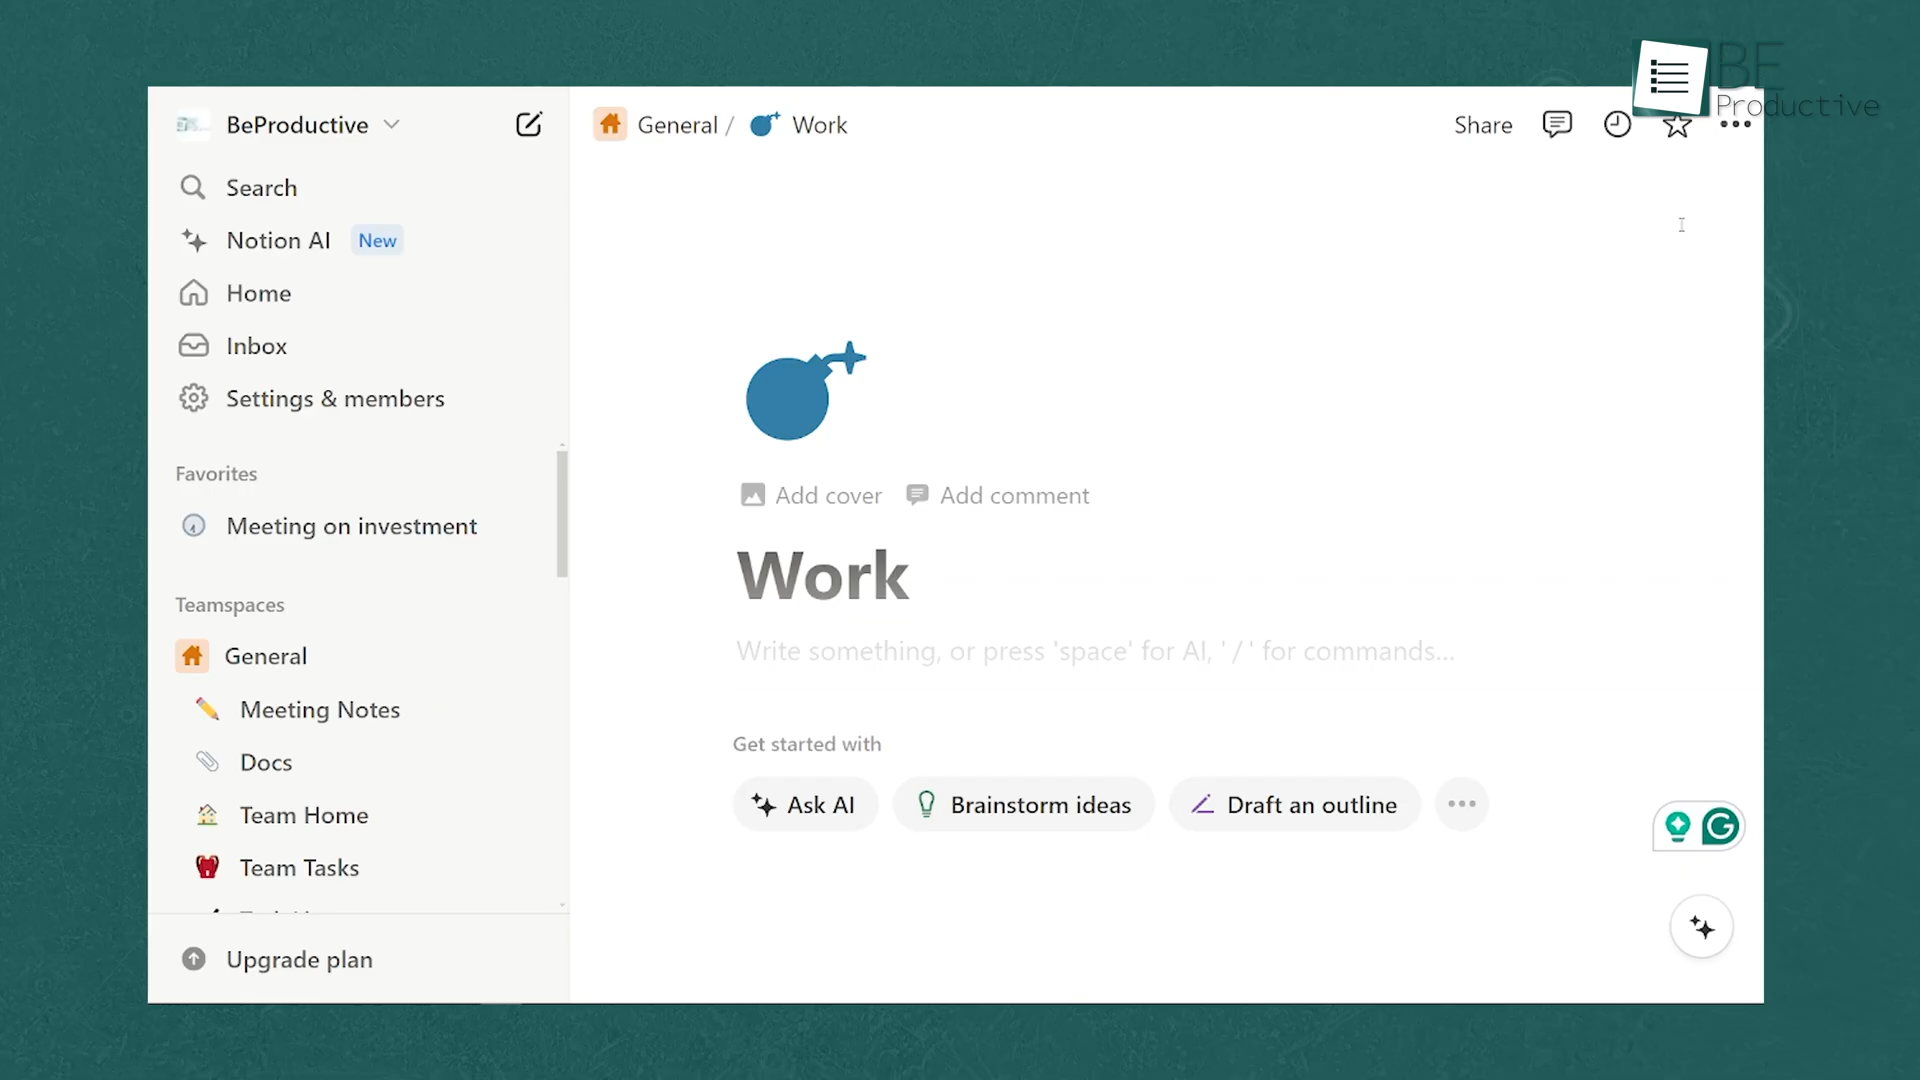 BE
Productive
BeProductive
General / Work
Share
Search
Notion AI New
Home
Inbox
Settings & members
Favorites
Meeting on investment
Teamspaces
General
Meeting Notes
Docs
Team Home
Team Tasks
Upgrade plan
Add cover Add comment
Work
Write something, or press 'space' for AI, '/' for commands...
Get started with
Ask AI Brainstorm ideas Draft an outline